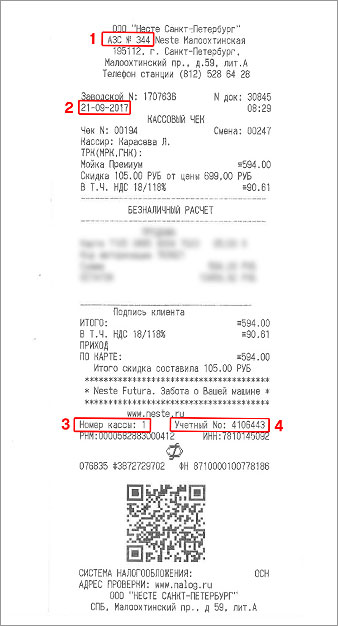 ООО "Несте Санкт-Петербург"
1 АЗС № 344 Neste Малоохтинская
195112, г. Санкт-Петербург,
Малоохтинский пр., д.59, лит.А
Телефон станции (812) 528 64 28
Заводской N: 1707636 N док: 30845
2 21-09-2017 08:29
КАССОВЫЙ ЧЕК
Чек N: 00194 Смена: 00247
Кассир: Карасева Л.
ТРК(МРК,ГНК):
Мойка Премиум =594.00
Скидка 105.00 РУБ от цены 699,00 РУБ
В Т.Ч. НДС 18/118% =90.61
БЕЗНАЛИЧНЫЙ РАСЧЕТ
Подпись клиента
ИТОГО: =594.00
В Т.Ч. НДС 18/118% =90.61
ПРИХОД
ПО КАРТЕ: =594.00
Итого скидка составила 105.00 РУБ
************************************
* Neste Futura. Забота о Вашей машине *
************************************
www.neste.ru
3 Номер кассы: 1 Учетный No: 4106443 4
РНМ:0000582883000412 ИНН:7810145092
076835 #3872729702 ФН 8710000100778186
СИСТЕМА НАЛОГООБЛОЖЕНИЯ: ОСН
АДРЕС ПРОВЕРКИ: www.nalog.ru
ООО "НЕСТЕ САНКТ-ПЕТЕРБУРГ"
СПБ, Малоохтинский пр., д 59, лит.А